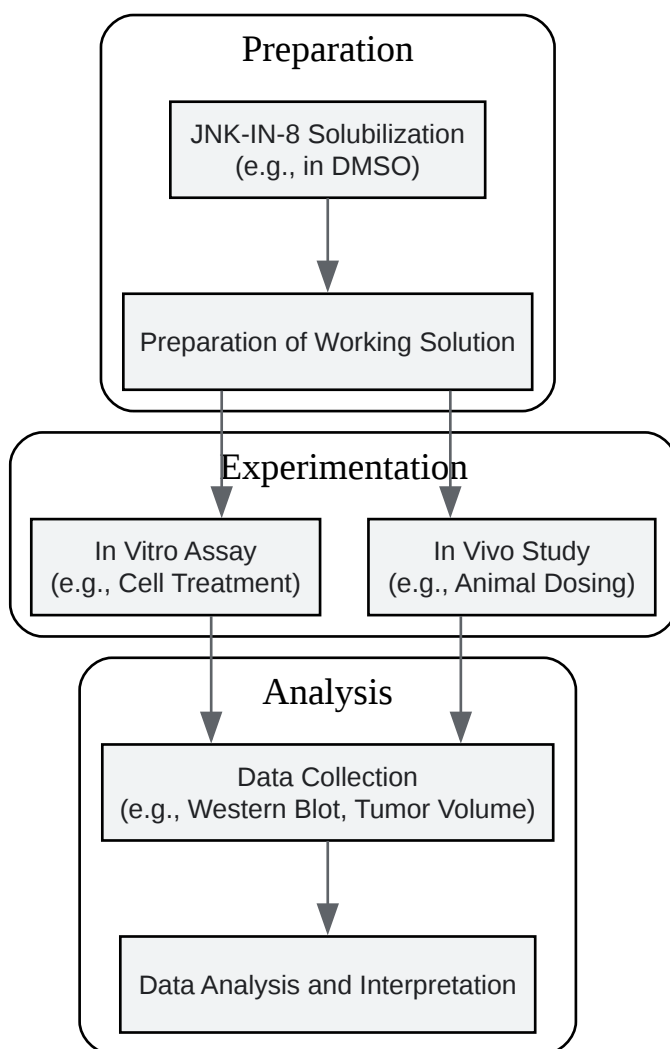 Preparation
JNK-IN-8 Solubilization
(e.g., in DMSO)
Preparation of Working Solution
Experimentation
In Vitro Assay
(e.g., Cell Treatment)
In Vivo Study
(e.g., Animal Dosing)
Analysis
Data Collection
(e.g., Western Blot, Tumor Volume)
Data Analysis and Interpretation